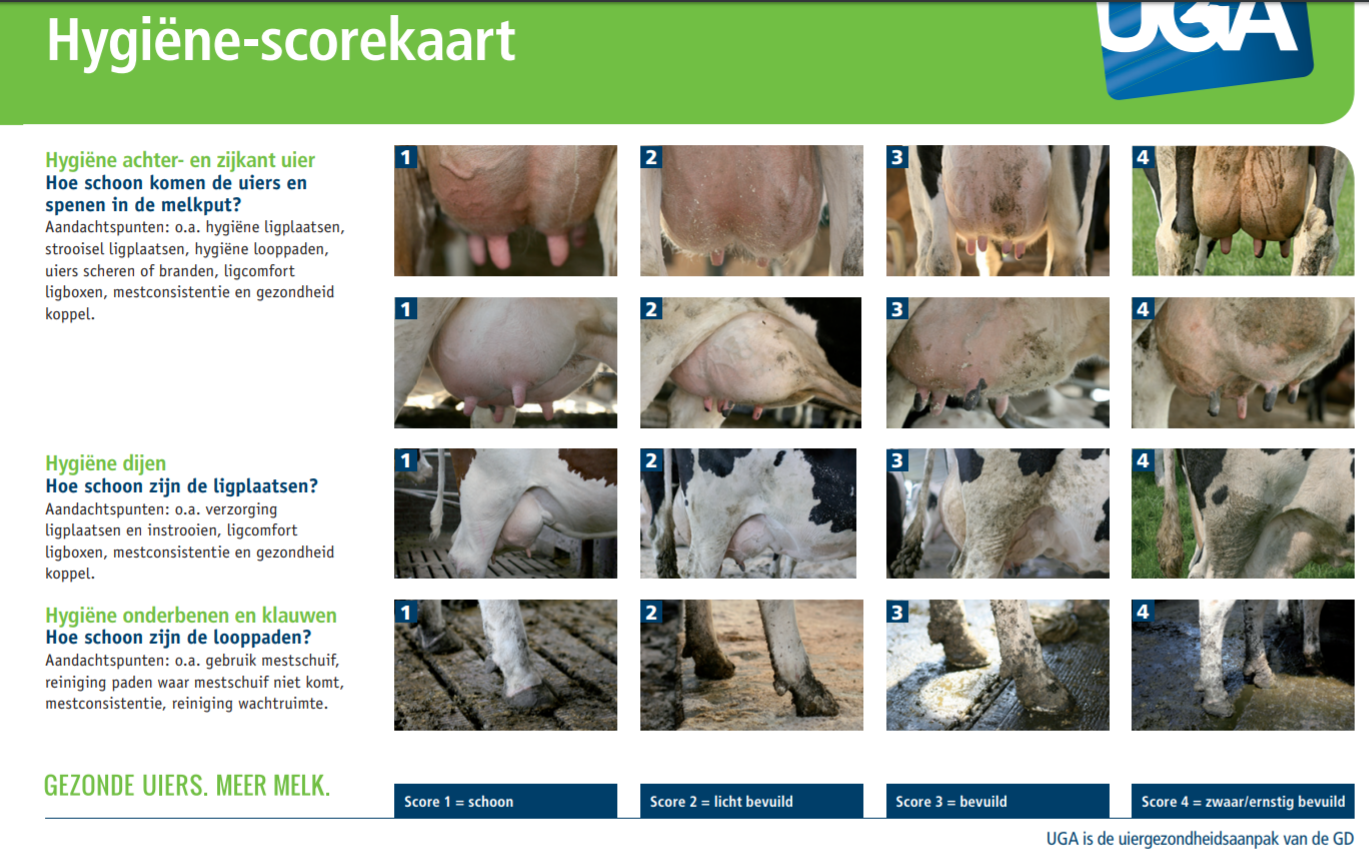 Hygiëne-scorekaart
UGA
Hygiëne achter- en zijkant uier
Hoe schoon komen de uiers en
spenen in de melkput?
Aandachtspunten: o.a. hygiëne ligplaatsen,
strooisel ligplaatsen, hygiëne looppaden,
uiers scheren of branden, ligcomfort
ligboxen, mestconsistentie en gezondheid
koppel.
1
2
3
4
1
2
3
4
Hygiëne dijen
Hoe schoon zijn de ligplaatsen?
Aandachtspunten: o.a. verzorging
ligplaatsen en instrooien, ligcomfort
ligboxen, mestconsistentie en gezondheid
koppel.
1
2
3
4
Hygiëne onderbenen en klauwen
Hoe schoon zijn de looppaden?
Aandachtspunten: o.a. gebruik mestschuif,
reiniging paden waar mestschuif niet komt,
mestconsistentie, reiniging wachtruimte.
1
2
3
4
GEZONDE UIERS. MEER MELK.
Score 1 = schoon
Score 2 = licht bevuild
Score 3 = bevuild
Score 4 = zwaar/ernstig bevuild
UGA is de uiergezondheidsaanpak van de GD